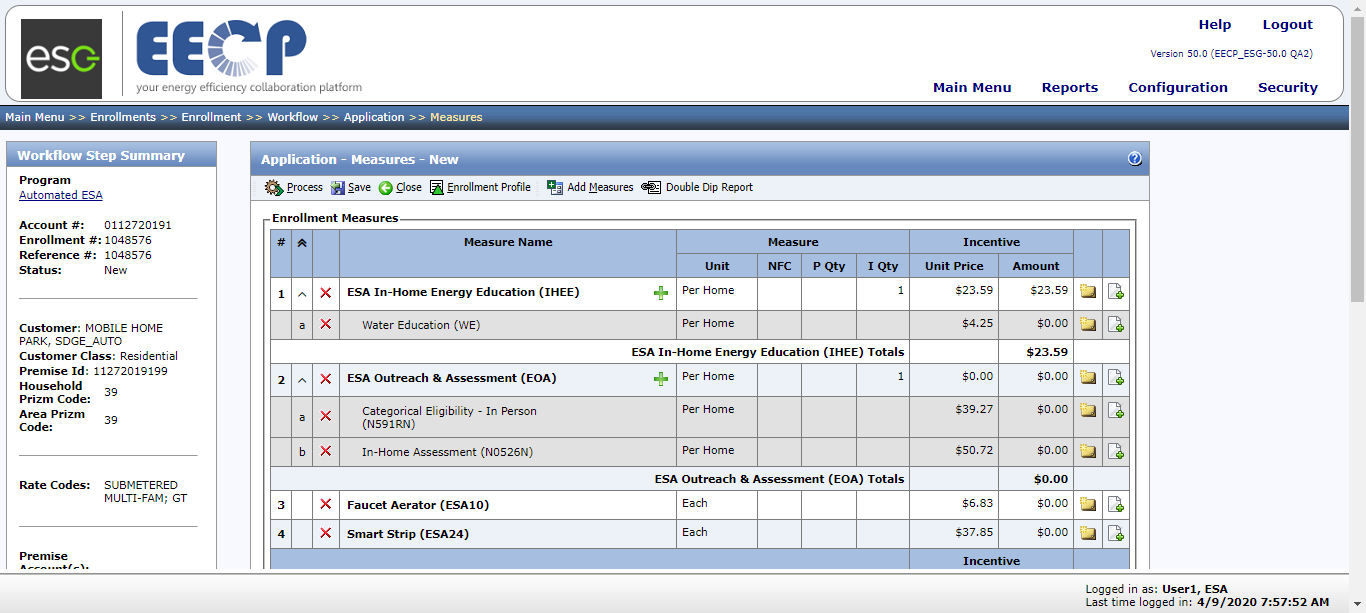 esc
EECP
your energy efficiency collaboration platform
Help Logout
Version 50.0 (EECP_ESG-50.0 QA2)
Main Menu Reports Configuration Security
Main Menu >> Enrollments >> Enrollment >> Workflow >> Application >> Measures
Workflow Step Summary
Program
Automated ESA
Account #: 0112720191
Enrollment #: 1048576
Reference #: 1048576
Status: New
Customer: MOBILE HOME
PARK, SDGE_AUTO
Customer Class: Residential
Premise Id: 11272019199
Household
Prizm Code: 39
Area Prizm
Code: 39
Rate Codes: SUBMETERED
MULTI-FAM; GT
Premise
Account(s):
Application - Measures - New
Process Save Close Enrollment Profile Add Measures Double Dip Report
Enrollment Measures
# Measure Name Measure Incentive
Unit NFC P Qty I Qty Unit Price Amount
1 ESA In-Home Energy Education (IHEE) Per Home 1 $23.59 $23.59
a Water Education (WE) Per Home $4.25 $0.00
ESA In-Home Energy Education (IHEE) Totals $23.59
2 ESA Outreach & Assessment (EOA) Per Home 1 $0.00 $0.00
a Categorical Eligibility - In Person
(N591RN) Per Home $39.27 $0.00
b In-Home Assessment (N0526N) Per Home $50.72 $0.00
ESA Outreach & Assessment (EOA) Totals $0.00
3 Faucet Aerator (ESA10) Each $6.83 $0.00
4 Smart Strip (ESA24) Each $37.85 $0.00
Incentive
Logged in as: User1, ESA
Last time logged in: 4/9/2020 7:57:52 AM